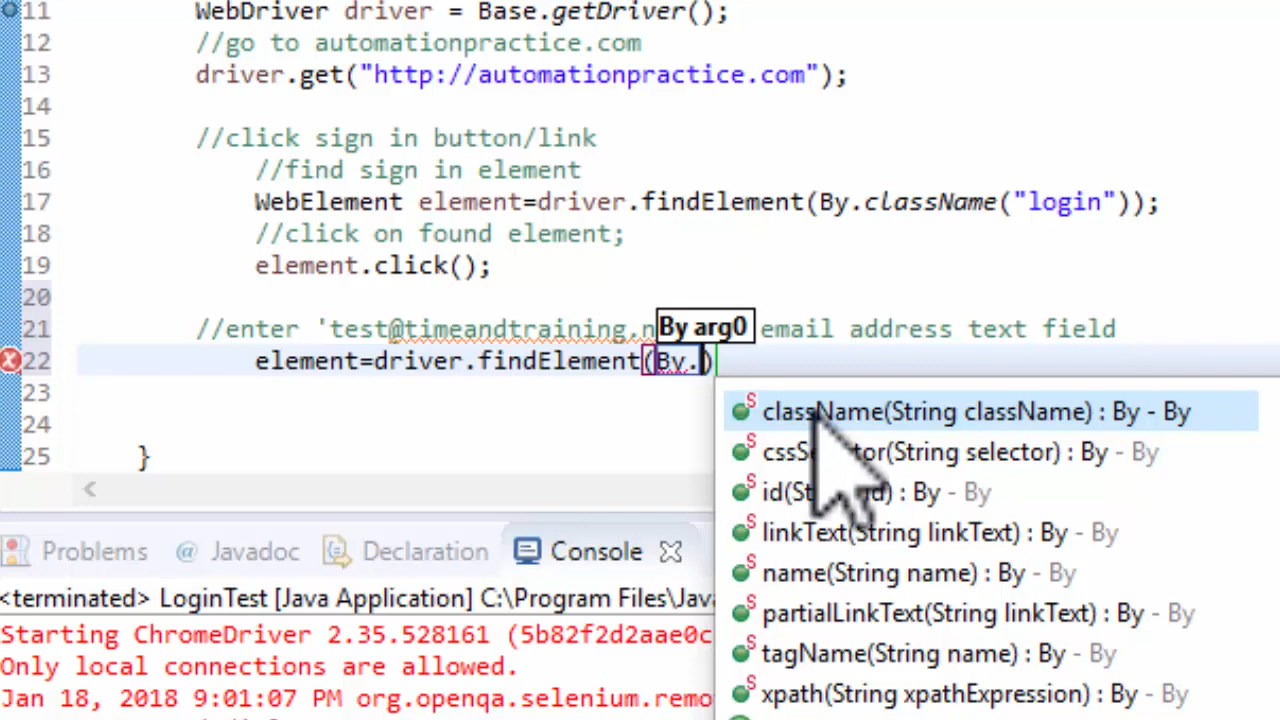 11 WebDriver driver = Base.getDriver();
12 //go to automationpractice.com
13 driver.get("http://automationpractice.com");
14
15 //click sign in button/link
16 //find sign in element
17 WebElement element=driver.findElement(By.className("login"));
18 //click on found element;
19 element.click();
20
21 //enter 'test@timeandtraining.n email address text field
By arg0
22 element=driver.findElement(By.)
23
24
25 }
className(String className) : By - By
(String selector) : By - By
id( ) : By - By
linkText(String linkText) : By - By
name(String name) : By - By
partialLinkText(String linkText) : By - By
tagName(String name) : By - By
xpath(String xpathExpression) : By - By
Problems @ Javadoc Declaration Console
<terminated> LoginTest [Java Application] C:\Program Files\Java
Starting ChromeDriver 2.35.528161 (5b82f2d2aae0c
Only local connections are allowed.
Jan 18, 2018 9:01:07 PM org.openqa.selenium.remo